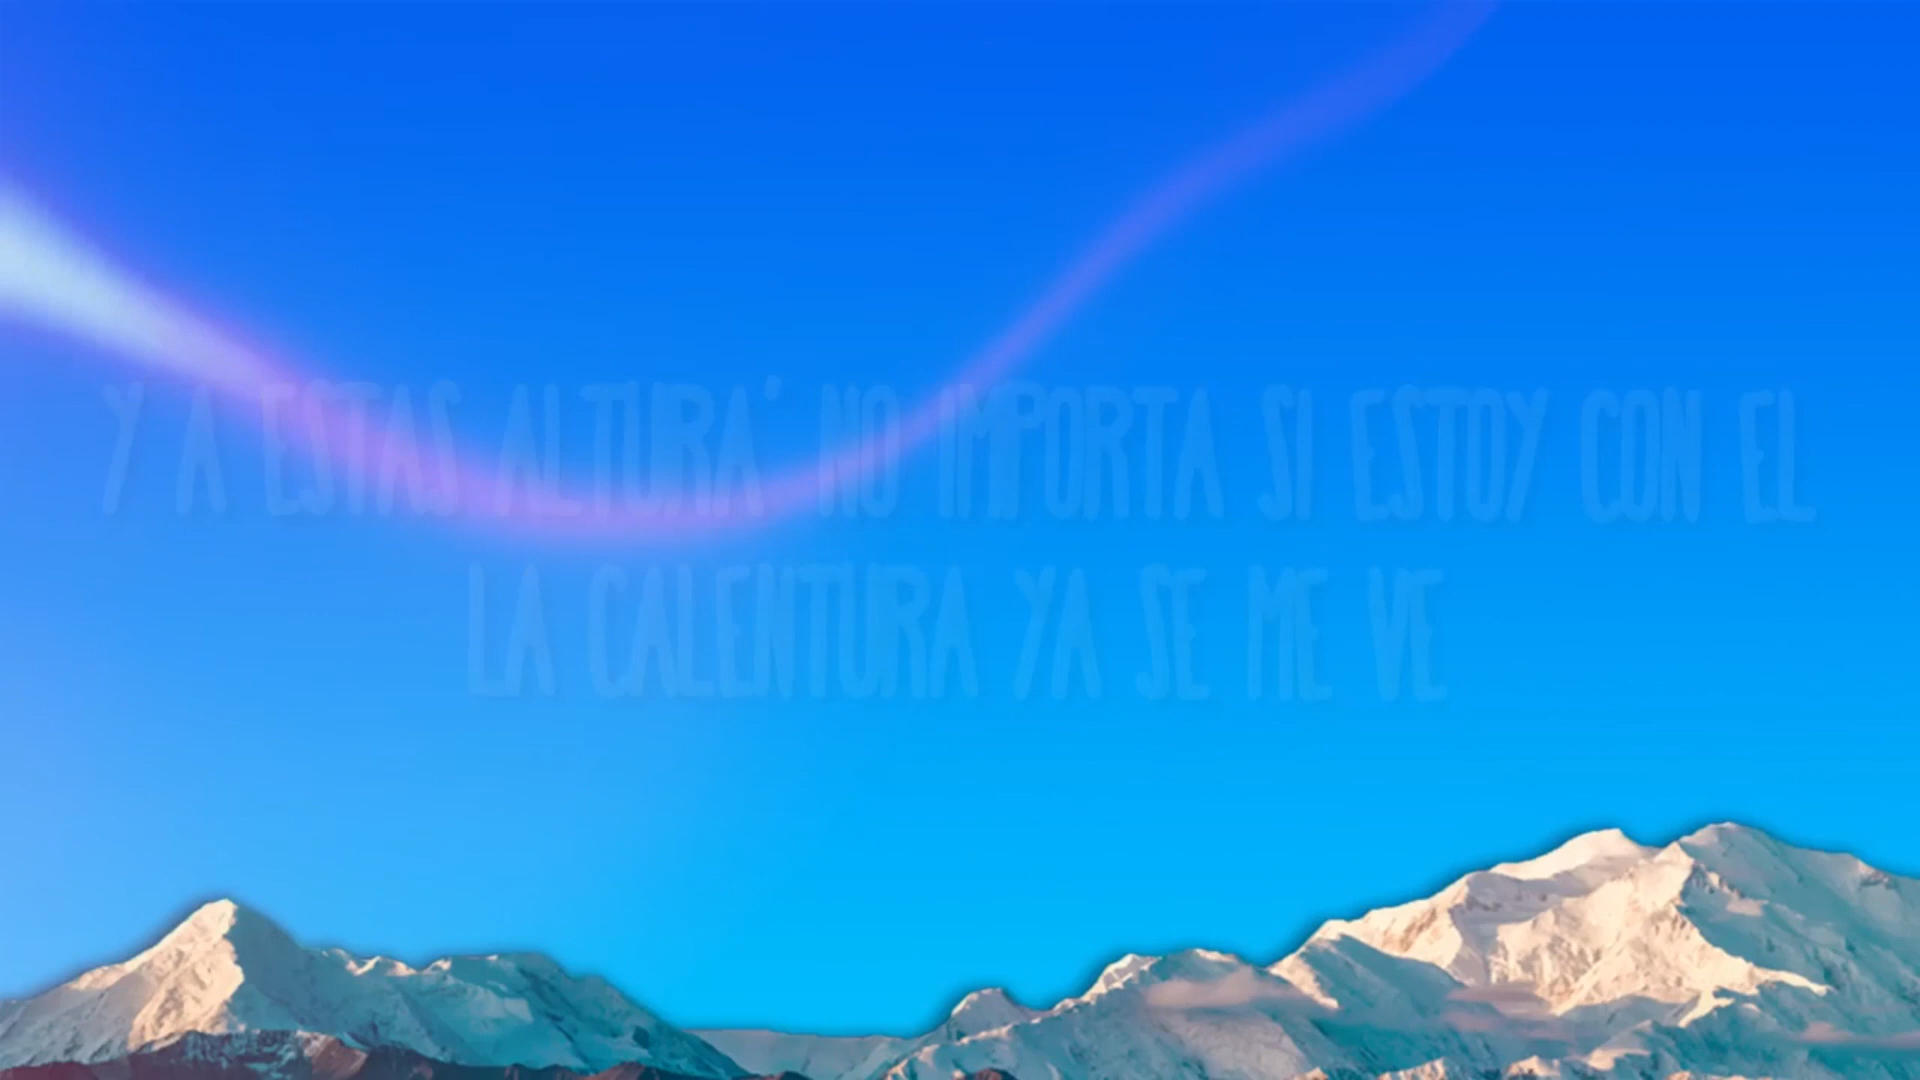 Y A ESTAS ALTURA' NO IMPORTA SI ESTOY CON EL
LA CALENTURA YA SE ME VE